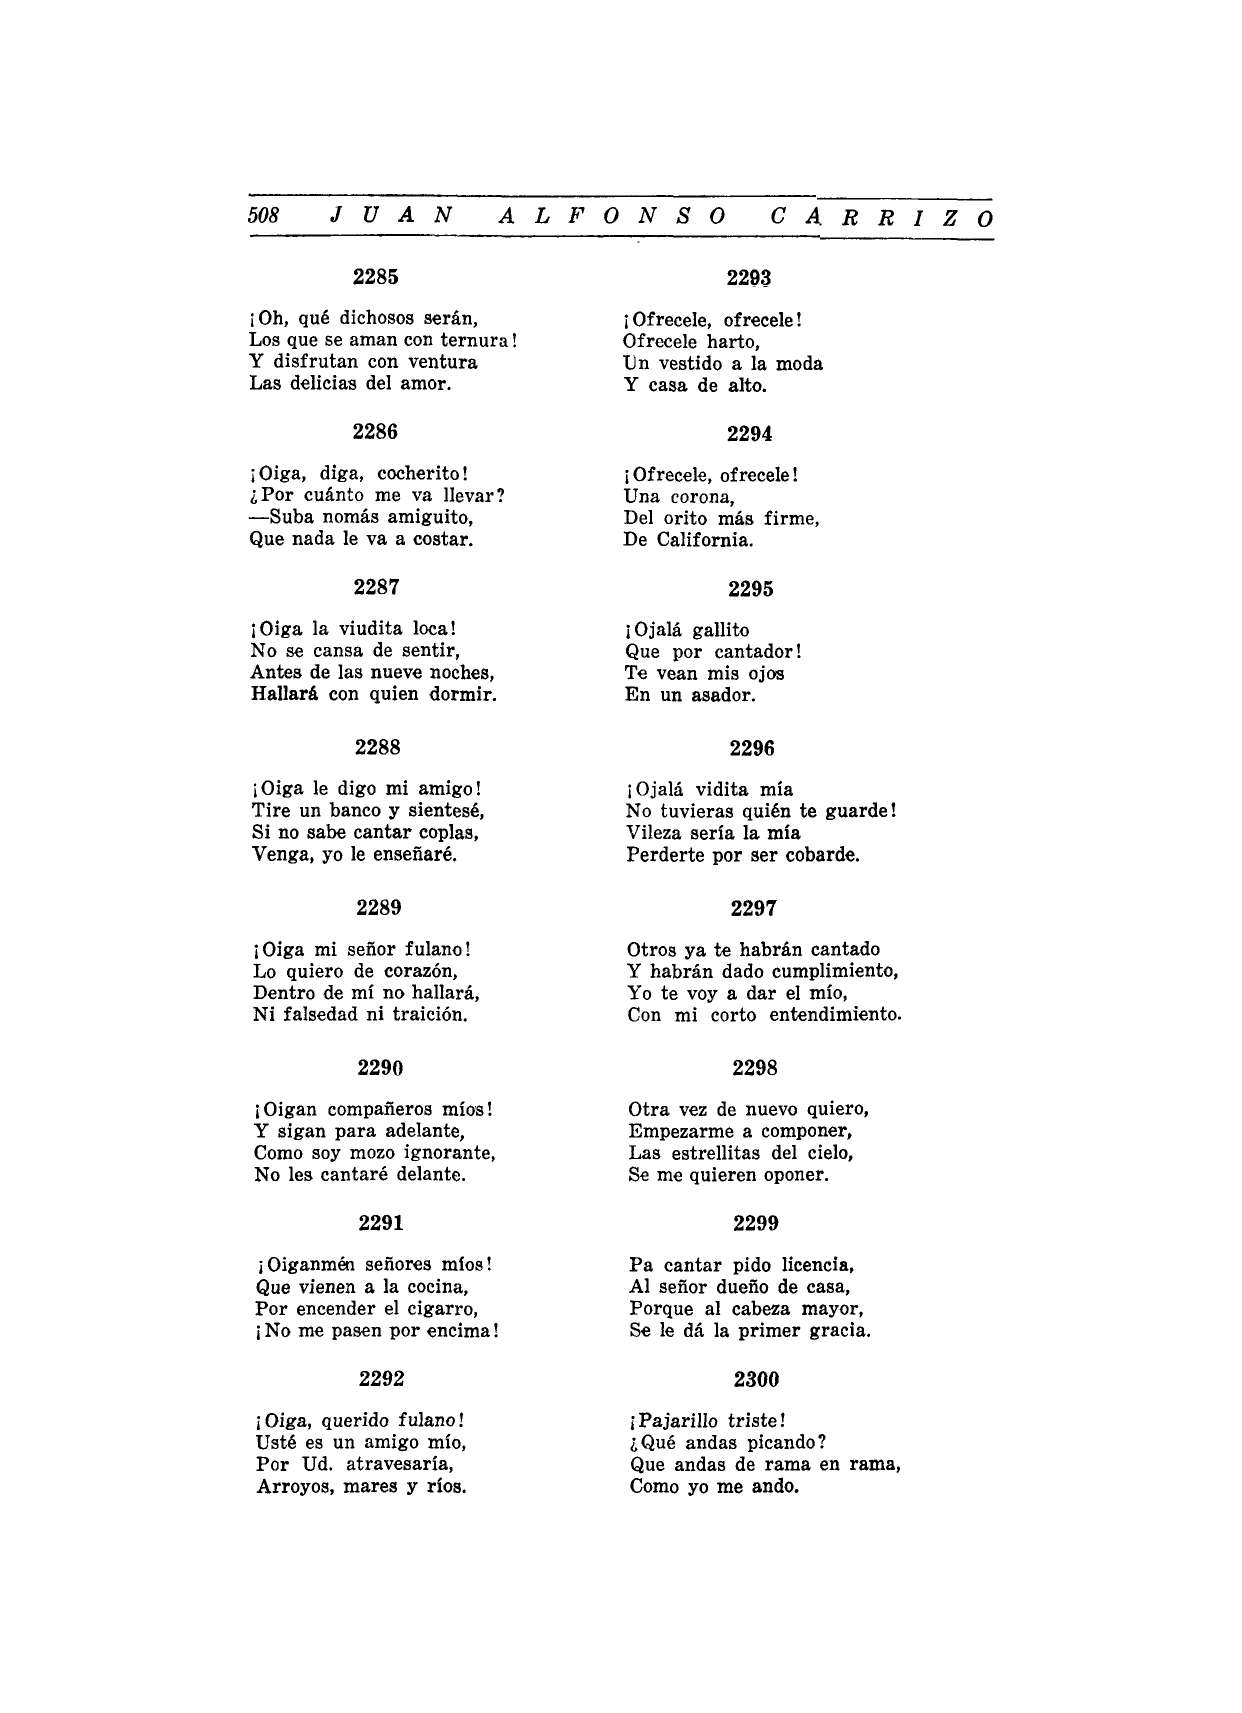 508 JUAN ALFONSO CARRIZO
2285
¡Oh, qué dichosos serán,
Los que se aman con ternura!
Y disfrutan con ventura
Las delicias del amor.
2286
¡Oiga, diga, cocherito!
¿Por cuánto me va llevar?
—Suba nomás amiguito,
Que nada le va a costar.
2287
¡Oiga la viudita loca!
No se cansa de sentir,
Antes de las nueve noches,
Hallará con quien dormir.
2288
¡Oiga le digo mi amigo!
Tire un banco y sientesé,
Si no sabe cantar coplas,
Venga, yo le enseñaré.
2289
¡Oiga mi señor fulano!
Lo quiero de corazón,
Dentro de mí no hallará,
Ni falsedad ni traición.
2290
¡Oigan compañeros míos!
Y sigan para adelante,
Como soy mozo ignorante,
No les cantaré delante.
2291
¡Oiganmén señores míos!
Que vienen a la cocina,
Por encender el cigarro,
¡No me pasen por encima!
2292
¡Oiga, querido fulano!
Usté es un amigo mío,
Por Ud. atravesaría,
Arroyos, mares y ríos.
2293
¡Ofrecele, ofrecele!
Ofrecele harto,
Un vestido a la moda
Y casa de alto.
2294
¡Ofrecele, ofrecele!
Una corona,
Del orito más firme,
De California.
2295
¡Ojalá gallito
Que por cantador!
Te vean mis ojos
En un asador.
2296
¡Ojalá vidita mía
No tuvieras quién te guarde!
Vileza sería la mía
Perderte por ser cobarde.
2297
Otros ya te habrán cantado
Y habrán dado cumplimiento,
Yo te voy a dar el mío,
Con mi corto entendimiento.
2298
Otra vez de nuevo quiero,
Empezarme a componer,
Las estrellitas del cielo,
Se me quieren oponer.
2299
Pa cantar pido licencia,
Al señor dueño de casa,
Porque al cabeza mayor,
Se le dá la primer gracia.
2300
¡Pajarillo triste!
¿Qué andas picando?
Que andas de rama en rama,
Como yo me ando.